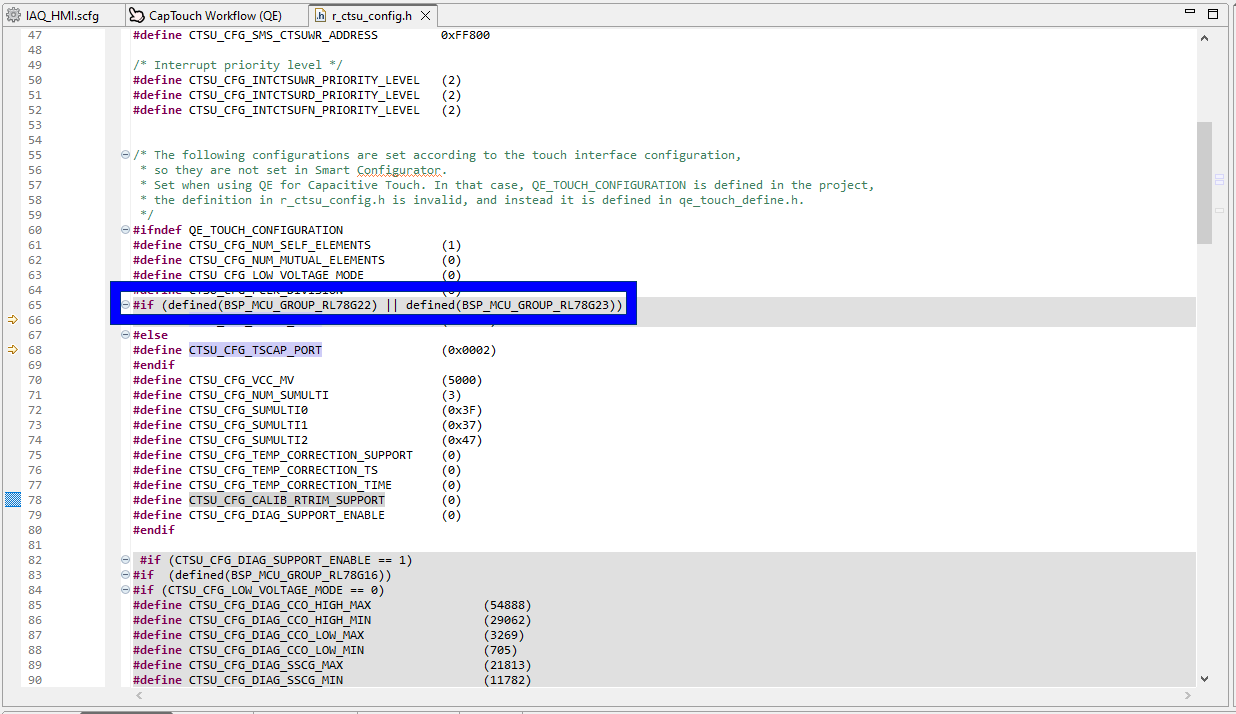 IAQ_HMI.scfg CapTouch Workflow (QE) r_ctsu_config.h
47 #define CTSU_CFG_SMS_CTSUWR_ADDRESS 0xFF800
48
49 /* Interrupt priority level */
50 #define CTSU_CFG_INTCTSUWR_PRIORITY_LEVEL (2)
51 #define CTSU_CFG_INTCTSURD_PRIORITY_LEVEL (2)
52 #define CTSU_CFG_INTCTSUFN_PRIORITY_LEVEL (2)
53
54
55 /* The following configurations are set according to the touch interface configuration,
56 * so they are not set in Smart Configurator.
57 * Set when using QE for Capacitive Touch. In that case, QE_TOUCH_CONFIGURATION is defined in the project,
58 * the definition in r_ctsu_config.h is invalid, and instead it is defined in qe_touch_define.h.
59 */
60 #ifndef QE_TOUCH_CONFIGURATION
61 #define CTSU_CFG_NUM_SELF_ELEMENTS (1)
62 #define CTSU_CFG_NUM_MUTUAL_ELEMENTS (0)
63 #define CTSU_CFG_LOW_VOLTAGE_MODE (0)
64
65 #if (defined(BSP_MCU_GROUP_RL78G22) || defined(BSP_MCU_GROUP_RL78G23))
66
67 #else
68 #define CTSU_CFG_TSCAP_PORT (0x0002)
69 #endif
70 #define CTSU_CFG_VCC_MV (5000)
71 #define CTSU_CFG_NUM_SUMULTI (3)
72 #define CTSU_CFG_SUMULTI0 (0x3F)
73 #define CTSU_CFG_SUMULTI1 (0x37)
74 #define CTSU_CFG_SUMULTI2 (0x47)
75 #define CTSU_CFG_TEMP_CORRECTION_SUPPORT (0)
76 #define CTSU_CFG_TEMP_CORRECTION_TS (0)
77 #define CTSU_CFG_TEMP_CORRECTION_TIME (0)
78 #define CTSU_CFG_CALIB_RTRIM_SUPPORT (0)
79 #define CTSU_CFG_DIAG_SUPPORT_ENABLE (0)
80 #endif
81
82 #if (CTSU_CFG_DIAG_SUPPORT_ENABLE == 1)
83 #if (defined(BSP_MCU_GROUP_RL78G16))
84 #if (CTSU_CFG_LOW_VOLTAGE_MODE == 0)
85 #define CTSU_CFG_DIAG_CCO_HIGH_MAX (54888)
86 #define CTSU_CFG_DIAG_CCO_HIGH_MIN (29062)
87 #define CTSU_CFG_DIAG_CCO_LOW_MAX (3269)
88 #define CTSU_CFG_DIAG_CCO_LOW_MIN (705)
89 #define CTSU_CFG_DIAG_SSCG_MAX (21813)
90 #define CTSU_CFG_DIAG_SSCG_MIN (11782)